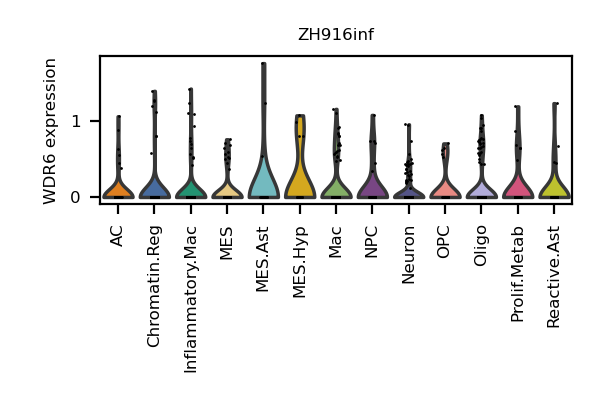 ZH916inf
WDR6 expression
1
0
AC
Chromatin.Reg
Inflammatory.Mac
MES
MES.Ast
MES.Hyp
Mac
NPC
Neuron
OPC
Oligo
Prolif.Metab
Reactive.Ast